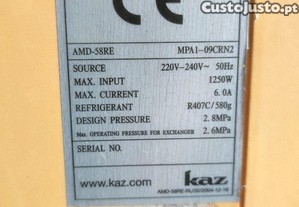 CustoJusto.pt
CE
AMD-58RE MPA1-09CRN2
SOURCE 220V-240V~ 50Hz
MAX. INPUT 1250W
MAX. CURRENT 6.0A
REFRIGERANT R407C/580g
DESIGN PRESSURE 2.8MPa
Max. OPERATING PRESSURE FOR EXCHANGER 2.6MPa
SERIAL NO.
www.kaz.com kaz